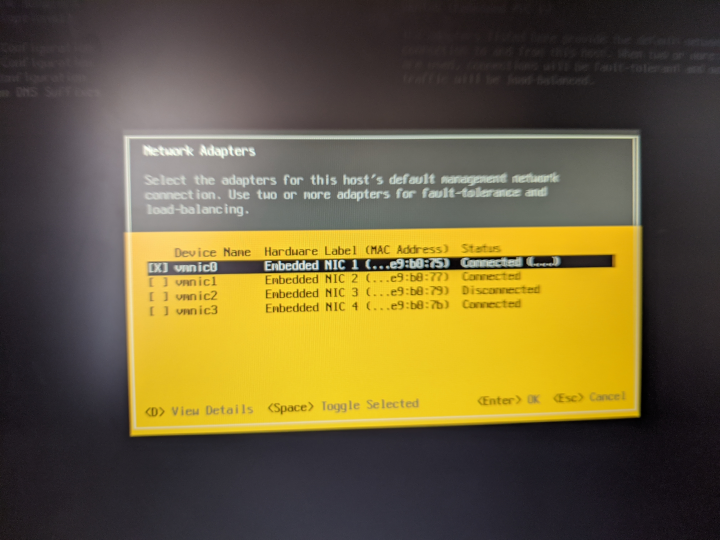 Network Adapters
Select the adapters for this host's default management network
connection. Use two or more adapters for fault-tolerance and
load-balancing.
Device Name Hardware Label (MAC Address) Status
[X] vmnic0 Embedded NIC 1 (...e9:b0:75) Connected (...)
[ ] vmnic1 Embedded NIC 2 (...e9:b0:77) Connected
[ ] vmnic2 Embedded NIC 3 (...e9:b0:79) Disconnected
[ ] vmnic3 Embedded NIC 4 (...e9:b0:7b) Connected
<D> View Details <Space> Toggle Selected <Enter> OK <Esc> Cancel